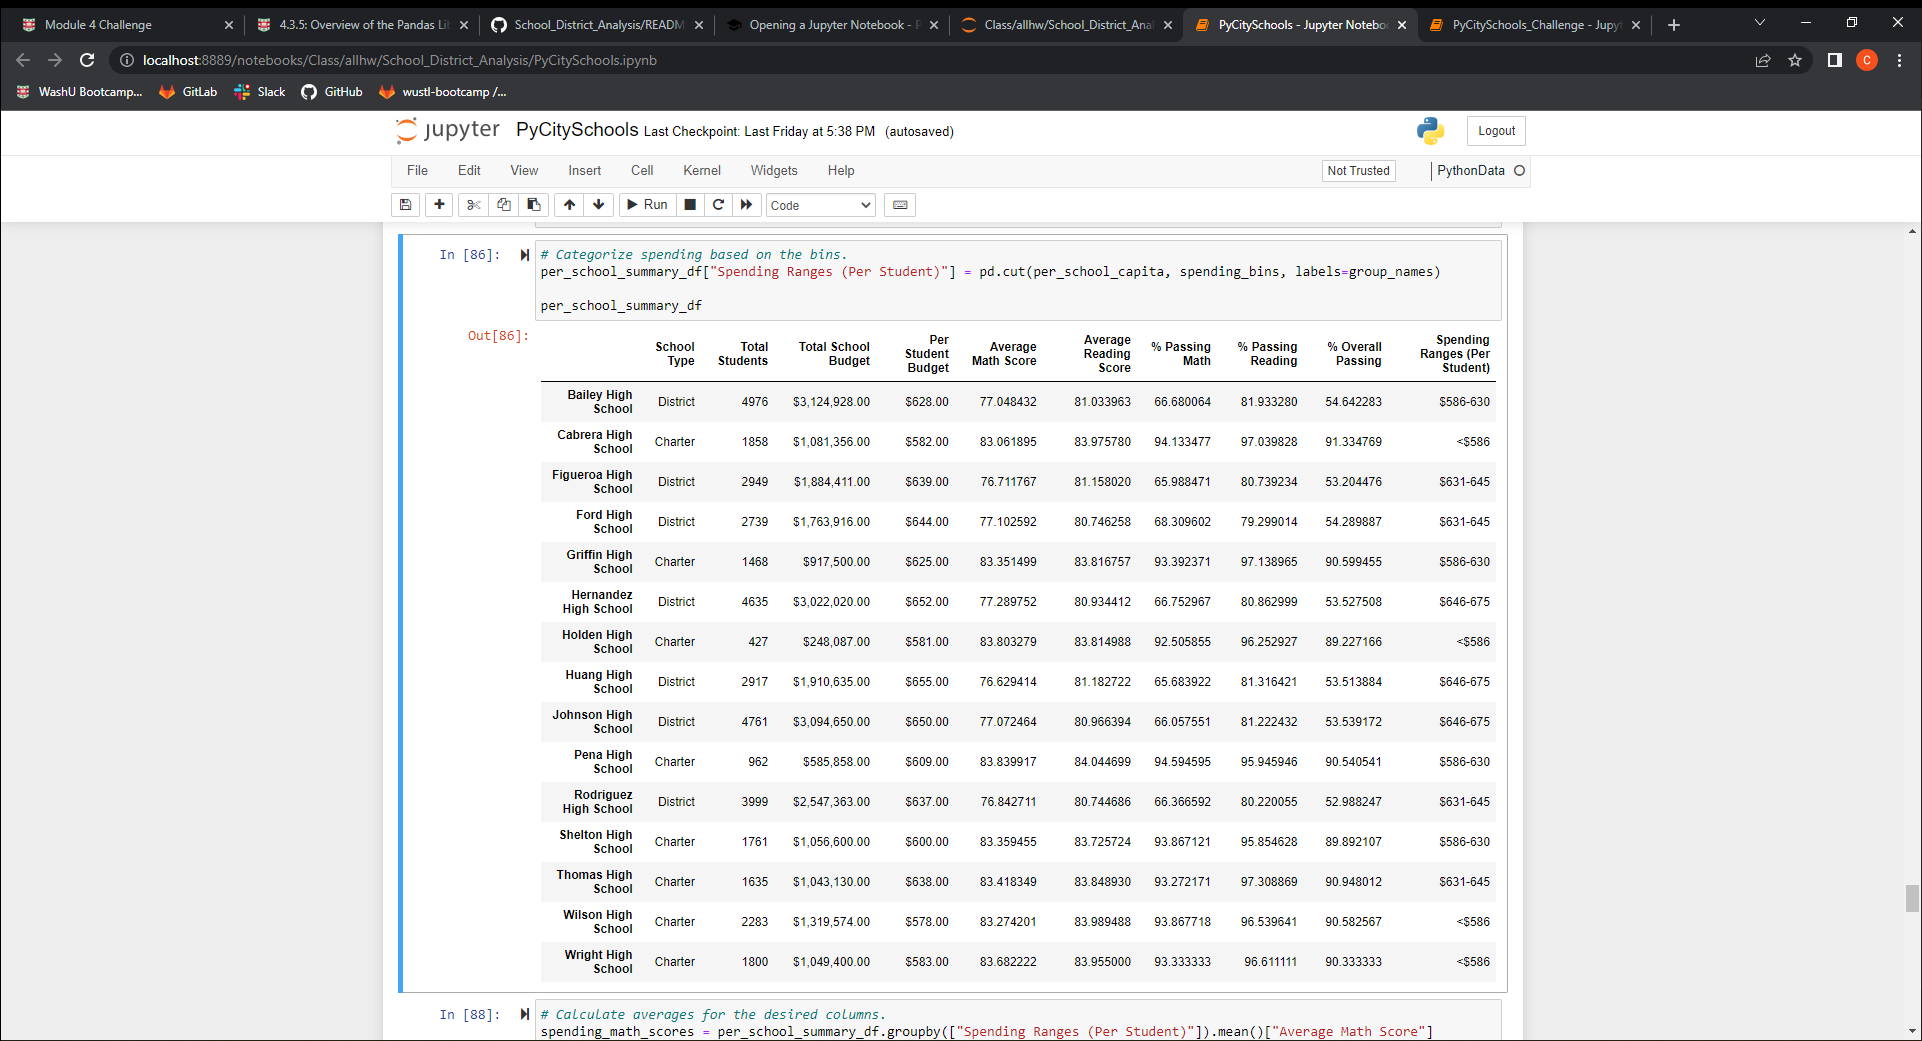 Module 4 Challenge
4.3.5: Overview of the Pandas Li
School_District_Analysis/READM
Opening a Jupyter Notebook - P
Class/allhw/School_District_Anal
PyCitySchools - Jupyter Notebo
PyCitySchools_Challenge - Jupyt
localhost:8889/notebooks/Class/allhw/School_District_Analysis/PyCitySchools.ipynb
C
WashU Bootcamp... GitLab Slack GitHub wustl-bootcamp /...
jupyter PyCitySchools Last Checkpoint: Last Friday at 5:38 PM (autosaved) Logout
File Edit View Insert Cell Kernel Widgets Help Not Trusted PythonData
Run Code
In [86]: # Categorize spending based on the bins.
per_school_summary_df["Spending Ranges (Per Student)"] = pd.cut(per_school_capita, spending_bins, labels=group_names)
per_school_summary_df
Out[86]:
School Type Total Students Total School Budget Per Student Budget Average Math Score Average Reading Score % Passing Math % Passing Reading % Overall Passing Spending Ranges (Per Student)
Bailey High School District 4976 $3,124,928.00 $628.00 77.048432 81.033963 66.680064 81.933280 54.642283 $586-630
Cabrera High School Charter 1858 $1,081,356.00 $582.00 83.061895 83.975780 94.133477 97.039828 91.334769 <$586
Figueroa High School District 2949 $1,884,411.00 $639.00 76.711767 81.158020 65.988471 80.739234 53.204476 $631-645
Ford High School District 2739 $1,763,916.00 $644.00 77.102592 80.746258 68.309602 79.299014 54.289887 $631-645
Griffin High School Charter 1468 $917,500.00 $625.00 83.351499 83.816757 93.392371 97.138965 90.599455 $586-630
Hernandez High School District 4635 $3,022,020.00 $652.00 77.289752 80.934412 66.752967 80.862999 53.527508 $646-675
Holden High School Charter 427 $248,087.00 $581.00 83.803279 83.814988 92.505855 96.252927 89.227166 <$586
Huang High School District 2917 $1,910,635.00 $655.00 76.629414 81.182722 65.683922 81.316421 53.513884 $646-675
Johnson High School District 4761 $3,094,650.00 $650.00 77.072464 80.966394 66.057551 81.222432 53.539172 $646-675
Pena High School Charter 962 $585,858.00 $609.00 83.839917 84.044699 94.594595 95.945946 90.540541 $586-630
Rodriguez High School District 3999 $2,547,363.00 $637.00 76.842711 80.744686 66.366592 80.220055 52.988247 $631-645
Shelton High School Charter 1761 $1,056,600.00 $600.00 83.359455 83.725724 93.867121 95.854628 89.892107 $586-630
Thomas High School Charter 1635 $1,043,130.00 $638.00 83.418349 83.848930 93.272171 97.308869 90.948012 $631-645
Wilson High School Charter 2283 $1,319,574.00 $578.00 83.274201 83.989488 93.867718 96.539641 90.582567 <$586
Wright High School Charter 1800 $1,049,400.00 $583.00 83.682222 83.955000 93.333333 96.611111 90.333333 <$586
In [88]: # Calculate averages for the desired columns.
spending_math_scores = per_school_summary_df.groupby(["Spending Ranges (Per Student)"]).mean()["Average Math Score"]